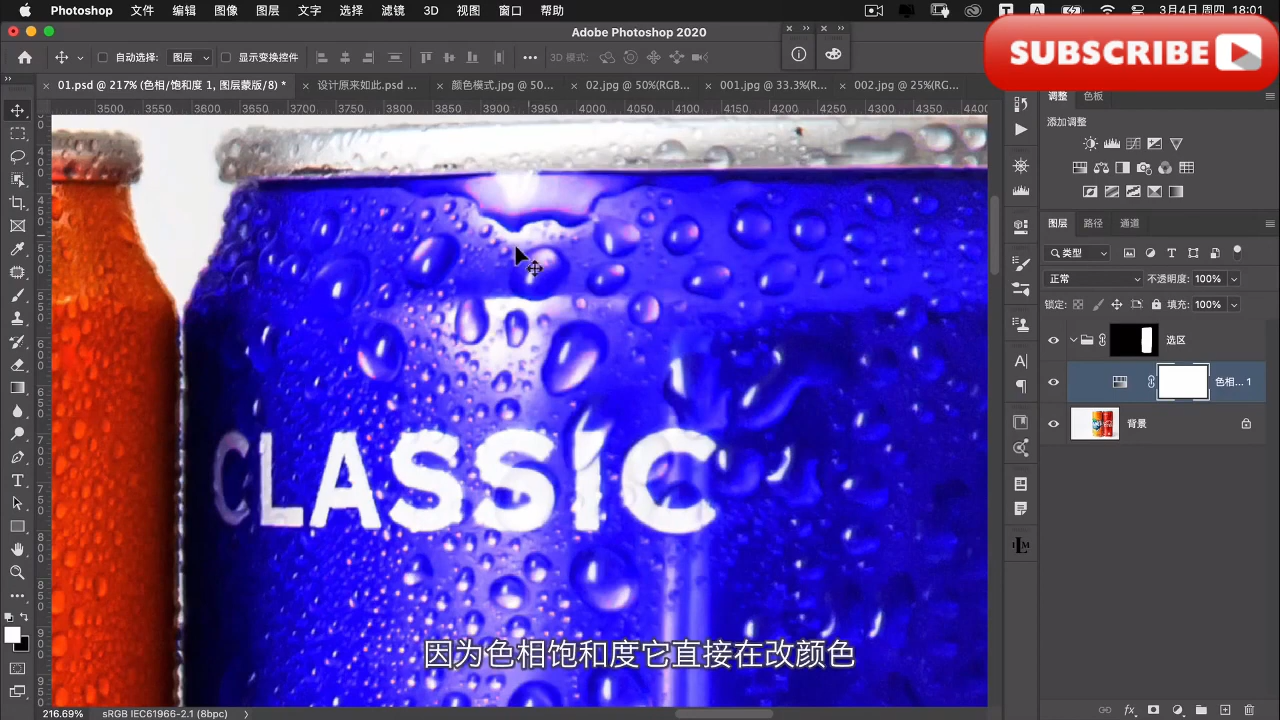 Photoshop 文件 编辑 图像 图层 文字 选择 滤镜 3D 视图 窗口 帮助 3月4日 周四 18:01
Adobe Photoshop 2020
SUBSCRIBE
自动选择: 图层 显示变换控件 3D 模式:
01.psd @ 217% (色相/饱和度 1, 图层蒙版/8) * 设计原来如此.psd ... 颜色模式.jpg @ 50... 02.jpg @ 50%(RGB... 001.jpg @ 33.3%(R... 002.jpg @ 25%(RG...
调整 色板
3500 3550 3600 3650 3700 3750 3800 3850 3900 3950 4000 4050 4100 4150 4200 4250 4300 4350 4400
添加调整
图层 路径 通道
类型
正常 不透明度: 100%
锁定: 填充: 100%
选区
色相... 1
背景
CLASSIC
因为色相饱和度它直接在改颜色
216.69% sRGB IEC61966-2.1 (8bpc)